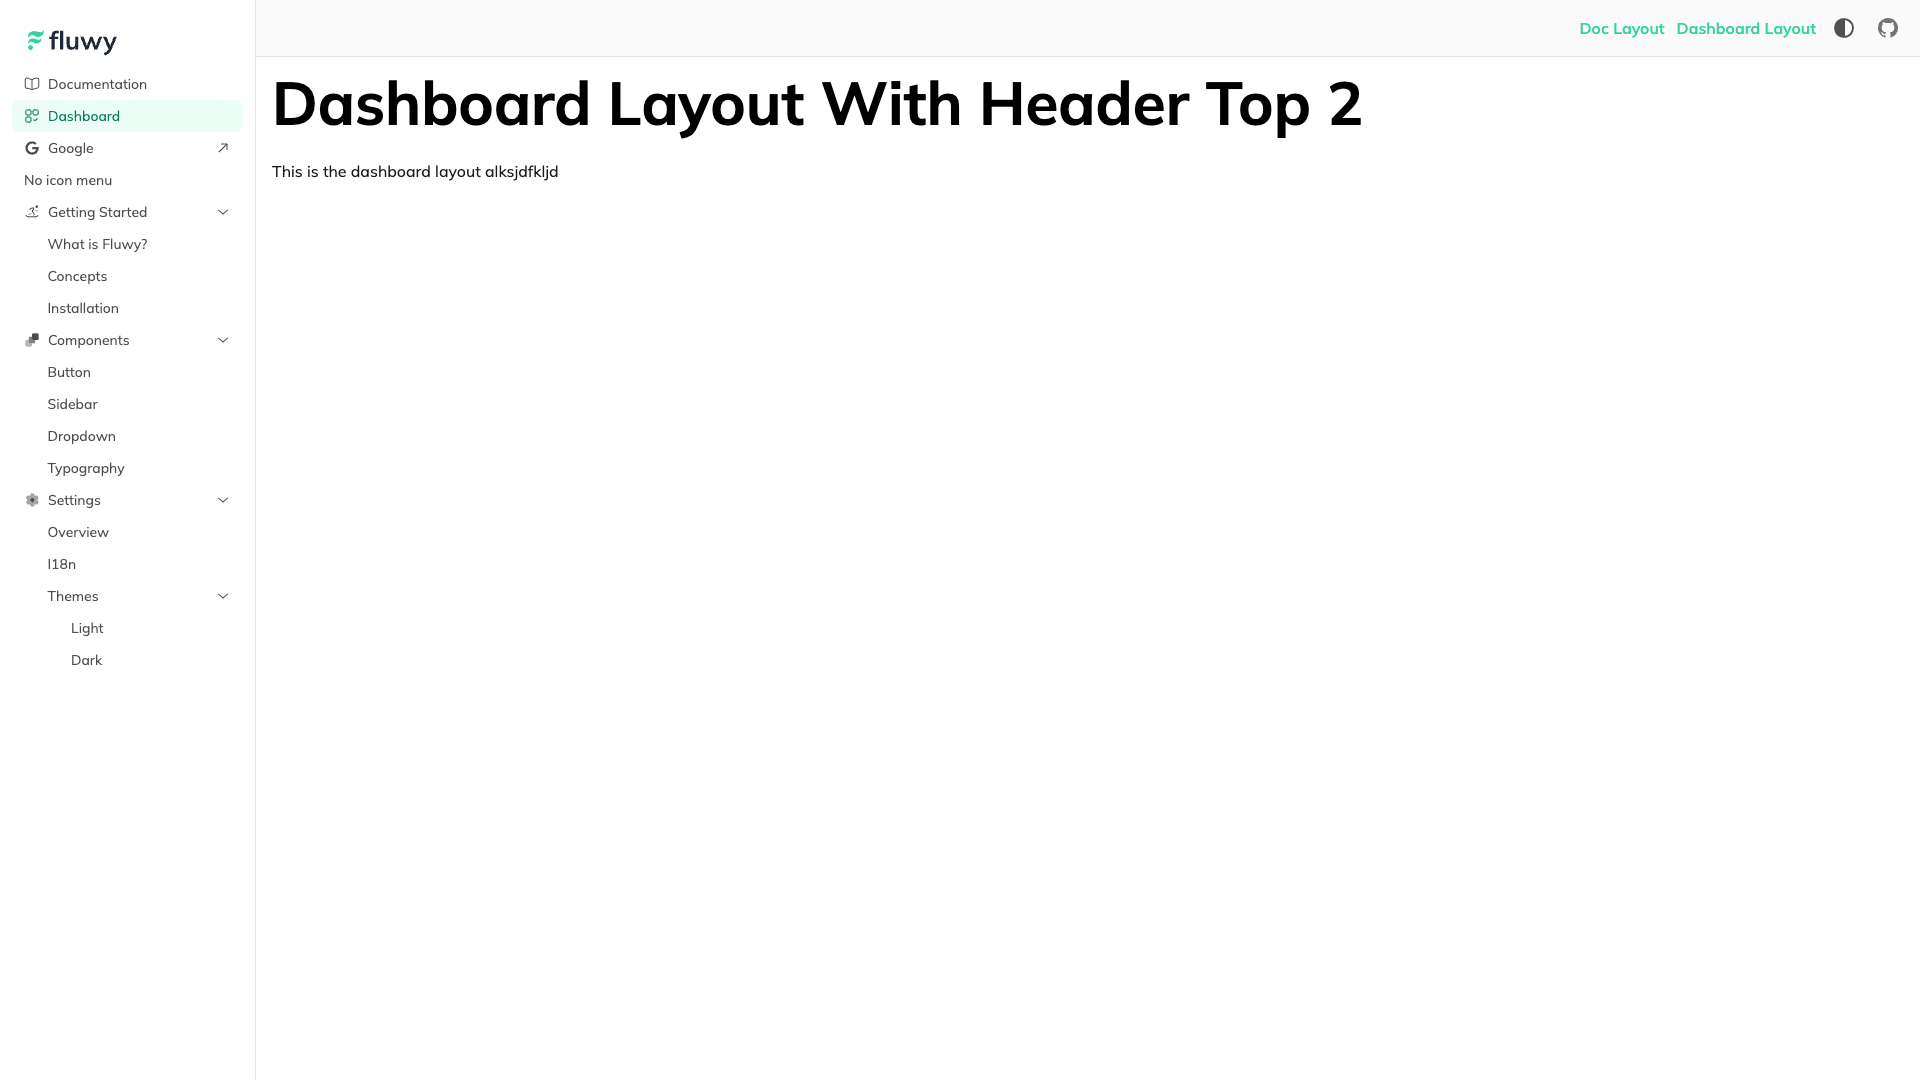 fluwy
Documentation
Dashboard
Google
No icon menu
Getting Started
What is Fluwy?
Concepts
Installation
Components
Button
Sidebar
Dropdown
Typography
Settings
Overview
I18n
Themes
Light
Dark
Doc Layout Dashboard Layout
Dashboard Layout With Header Top 2
This is the dashboard layout alksjdfkljd